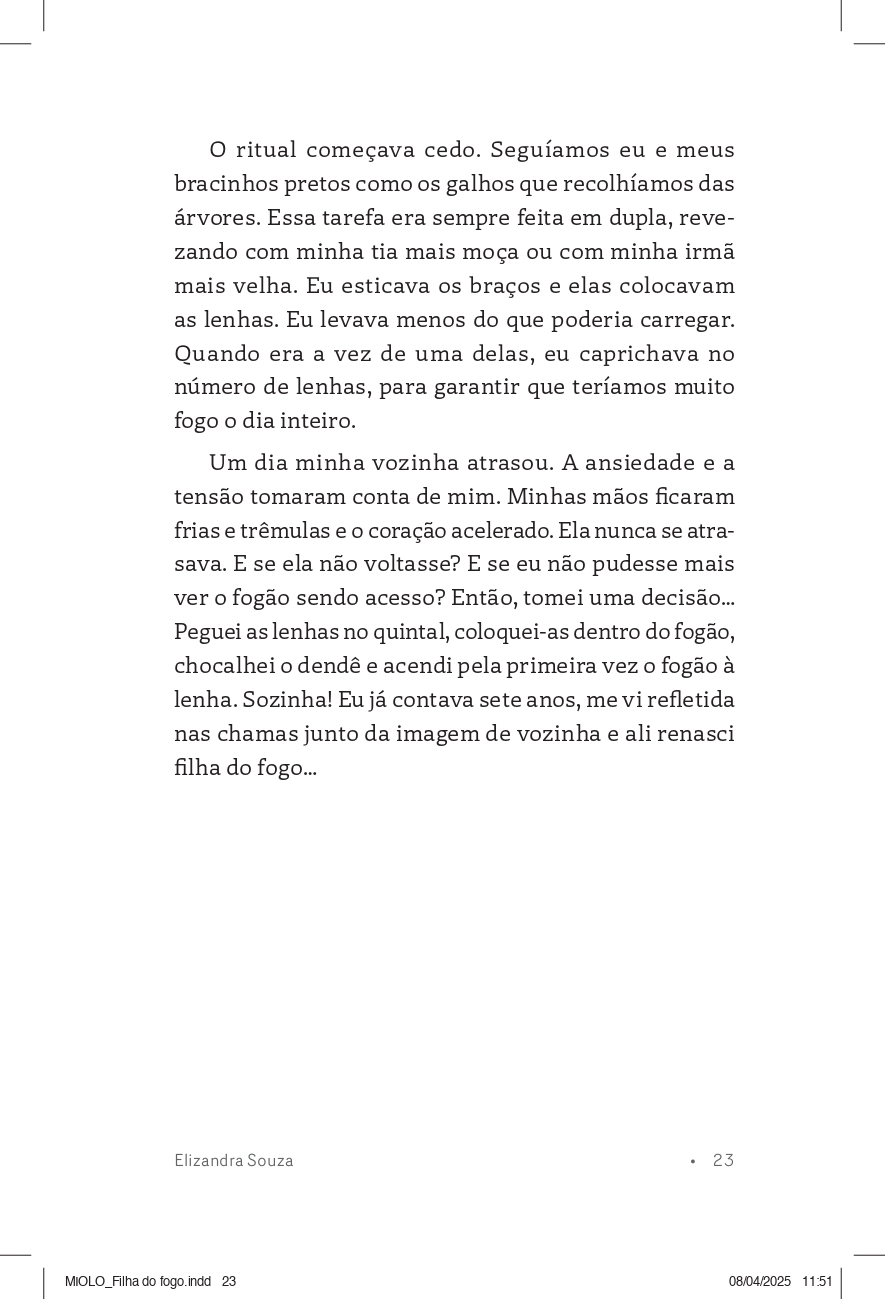 O ritual começava cedo. Seguíamos eu e meus
bracinhos pretos como os galhos que recolhíamos das
árvores. Essa tarefa era sempre feita em dupla, reve-
zando com minha tia mais moça ou com minha irmã
mais velha. Eu esticava os braços e elas colocavam
as lenhas. Eu levava menos do que poderia carregar.
Quando era a vez de uma delas, eu caprichava no
número de lenhas, para garantir que teríamos muito
fogo o dia inteiro.
Um dia minha vozinha atrasou. A ansiedade e a
tensão tomaram conta de mim. Minhas mãos ficaram
frias e trêmulas e o coração acelerado. Ela nunca se atra-
sava. E se ela não voltasse? E se eu não pudesse mais
ver o fogão sendo acesso? Então, tomei uma decisão...
Peguei as lenhas no quintal, coloquei-as dentro do fogão,
chocalhei o dendê e acendi pela primeira vez o fogão à
lenha. Sozinha! Eu já contava sete anos, me vi refletida
nas chamas junto da imagem de vozinha e ali renasci
filha do fogo...
Elizandra Souza • 23
MIOLO_Filha do fogo.indd 23 08/04/2025 11:51